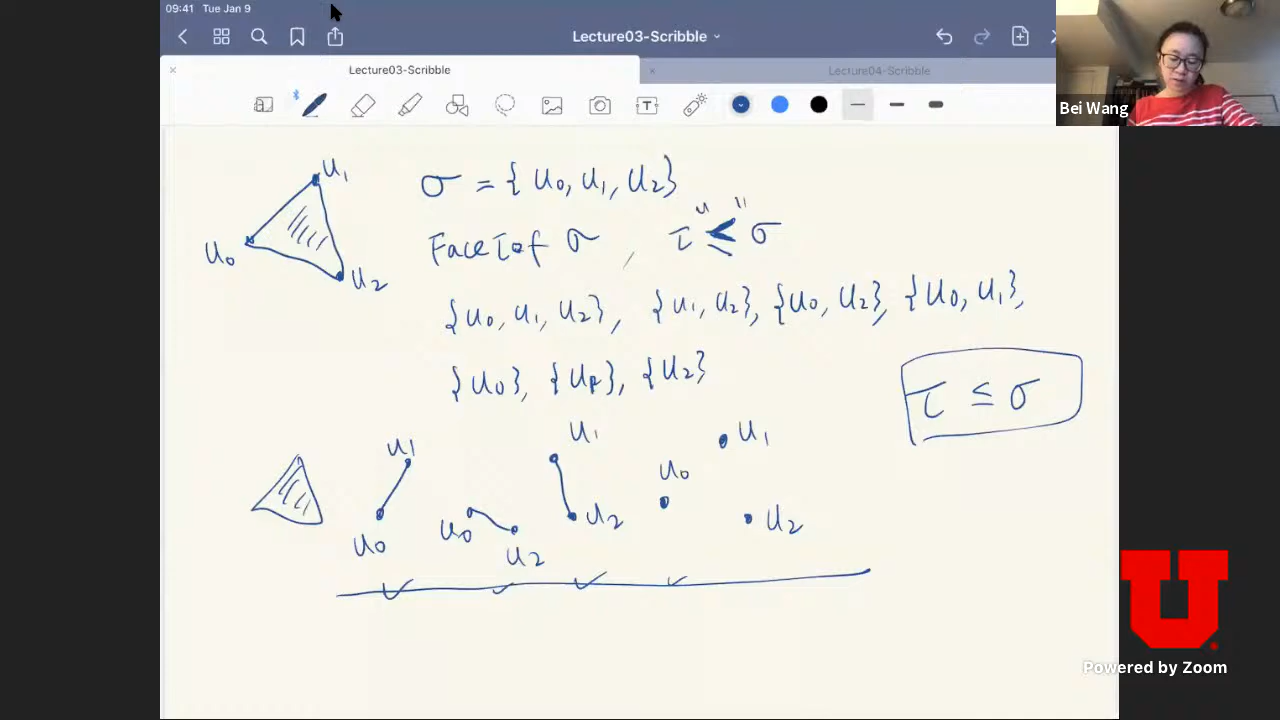 09:41 Tue Jan 9
Lecture03-Scribble
Lecture03-Scribble
Lecture04-Scribble
T
Bei Wang
u₁
u₀
u₂
σ = { u₀, u₁, u₂}
Face τ of σ , τ ≤ σ
{u₀, u₁, u₂}, {u₁, u₂}, {u₀, u₂}, {u₀, u₁},
{u₀}, {u₁}, {u₂}
τ ≤ σ
u₁
u₀
u₀
u₂
u₁
u₂
u₀
u₁
u₂
U
Powered by Zoom